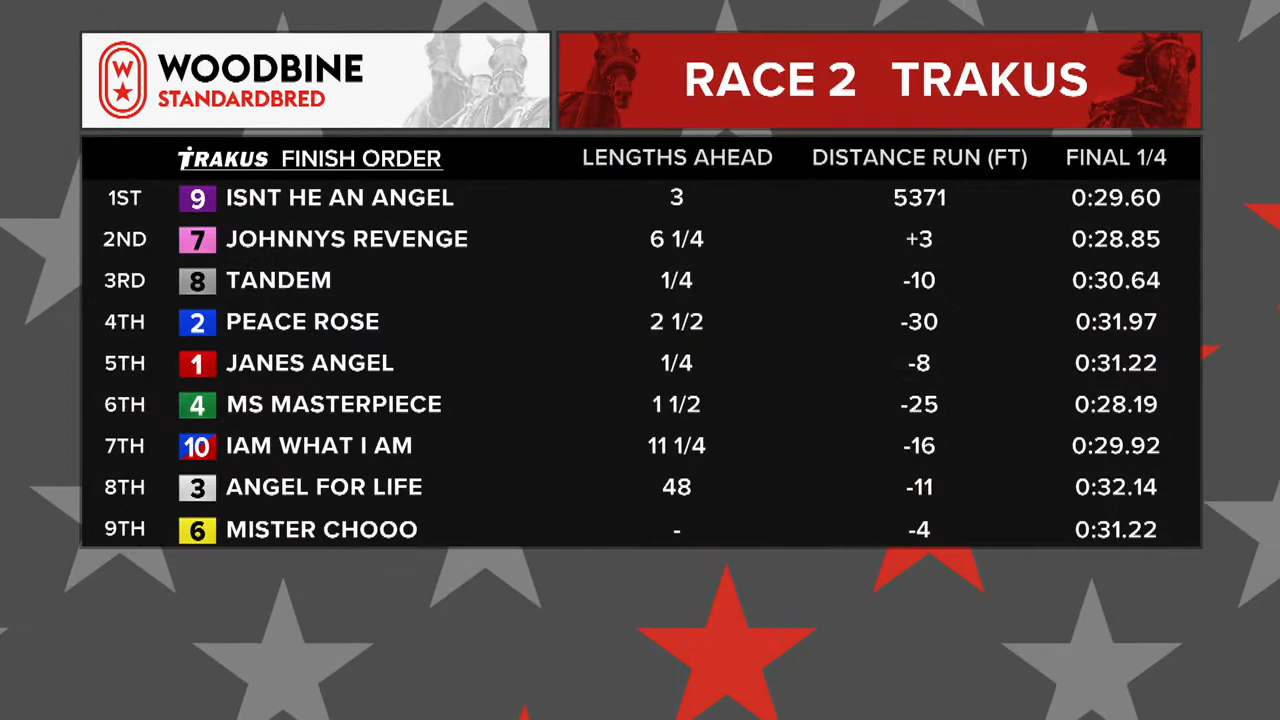 W WOODBINE
STANDARDBRED
RACE 2 TRAKUS
TRAKUS FINISH ORDER LENGTHS AHEAD DISTANCE RUN (FT) FINAL 1/4
1ST 9 ISNT HE AN ANGEL 3 5371 0:29.60
2ND 7 JOHNNYS REVENGE 6 1/4 +3 0:28.85
3RD 8 TANDEM 1/4 -10 0:30.64
4TH 2 PEACE ROSE 2 1/2 -30 0:31.97
5TH 1 JANES ANGEL 1/4 -8 0:31.22
6TH 4 MS MASTERPIECE 1 1/2 -25 0:28.19
7TH 10 IAM WHAT I AM 11 1/4 -16 0:29.92
8TH 3 ANGEL FOR LIFE 48 -11 0:32.14
9TH 6 MISTER CHOOO - -4 0:31.22